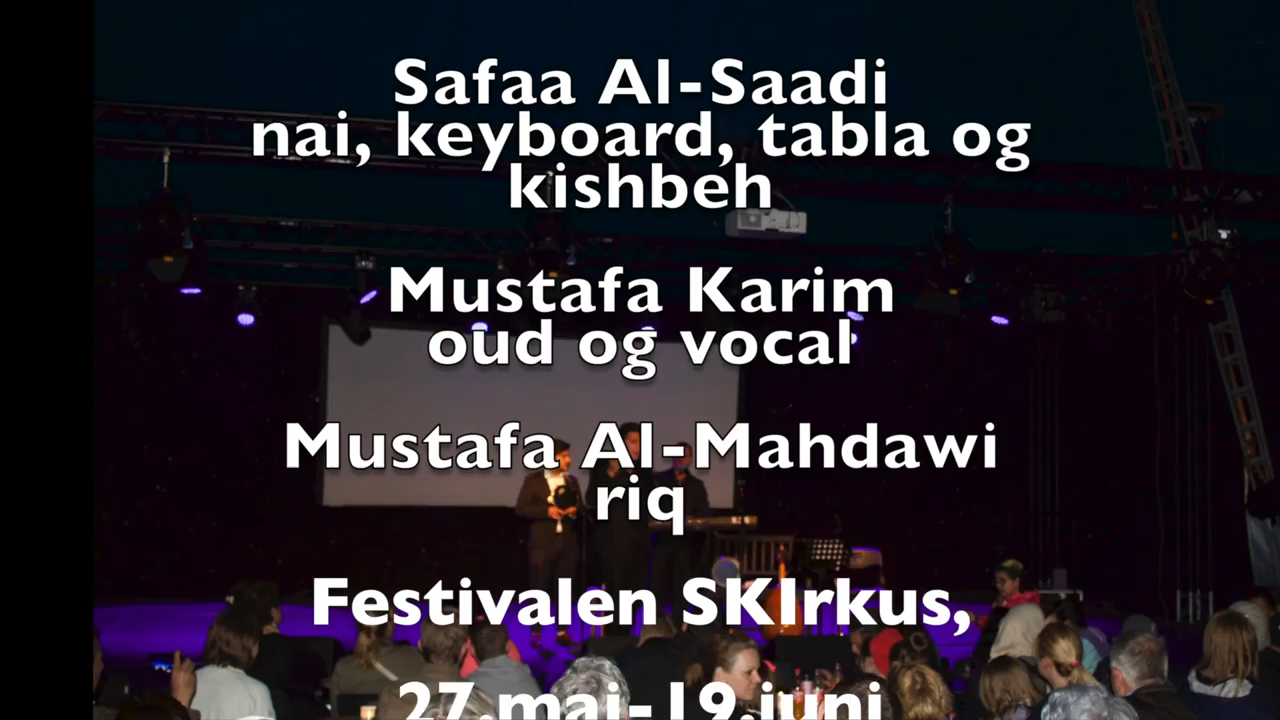 Safaa Al-Saadi
nai, keyboard, tabla og
kishbeh
Mustafa Karim
oud og vocal
Mustafa Al-Mahdawi
riq
Festivalen SKIrkus,
27.mai-19.juni